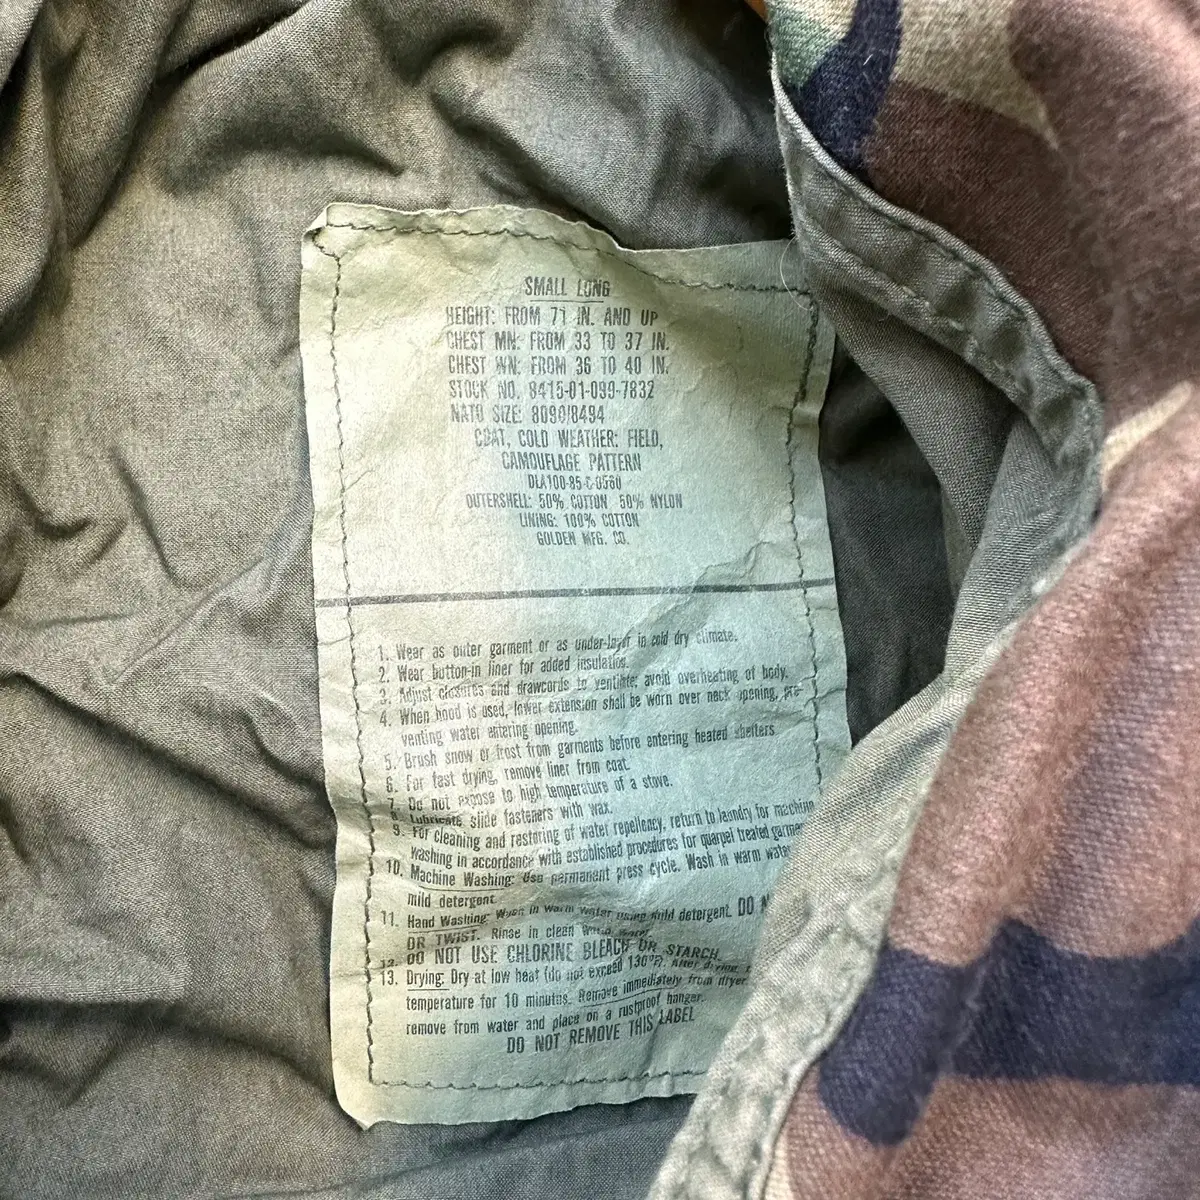 SMALL LONG
HEIGHT: FROM 71 IN. AND UP
CHEST MN: FROM 33 TO 37 IN.
CHEST WN: FROM 36 TO 40 IN.
STOCK NO. 8415-01-099-7832
NATO SIZE: 8090/8494
COAT, COLD WEATHER: FIELD,
CAMOUFLAGE PATTERN
DLA100-85-C-0560
OUTERSHELL: 50% COTTON 50% NYLON
LINING: 100% COTTON
GOLDEN MFG. CO.
1. Wear as outer garment or as under-layer in cold dry climate.
2. Wear button-in liner for added insulation.
3. Adjust closures and drawcords to ventilate; avoid overheating of body.
4. When hood is used, lower extension shall be worn over neck opening, pre-
venting water entering opening.
5. Brush snow or frost from garments before entering heated shelters
6. For fast drying, remove liner from coat.
7. Do not expose to high temperature of a stove.
8. Lubricate slide fasteners with wax.
9. For cleaning and restoring of water repellency, return to laundry for machine
washing in accordance with established procedures for quarpel treated
10. Machine Washing: Use permanent press cycle. Wash in warm
mild detergent
11. Hand Washing: Wash in warm water using mild detergent. DO
OR TWIST. Rinse in clean warm water.
12. DO NOT USE CHLORINE BLEACH OR STARCH.
13. Drying: Dry at low heat (do not exceed 130°F). After drying,
temperature for 10 minutes. Remove immediately from dryer
remove from water and place on a rustproof hanger.
DO NOT REMOVE THIS LABEL